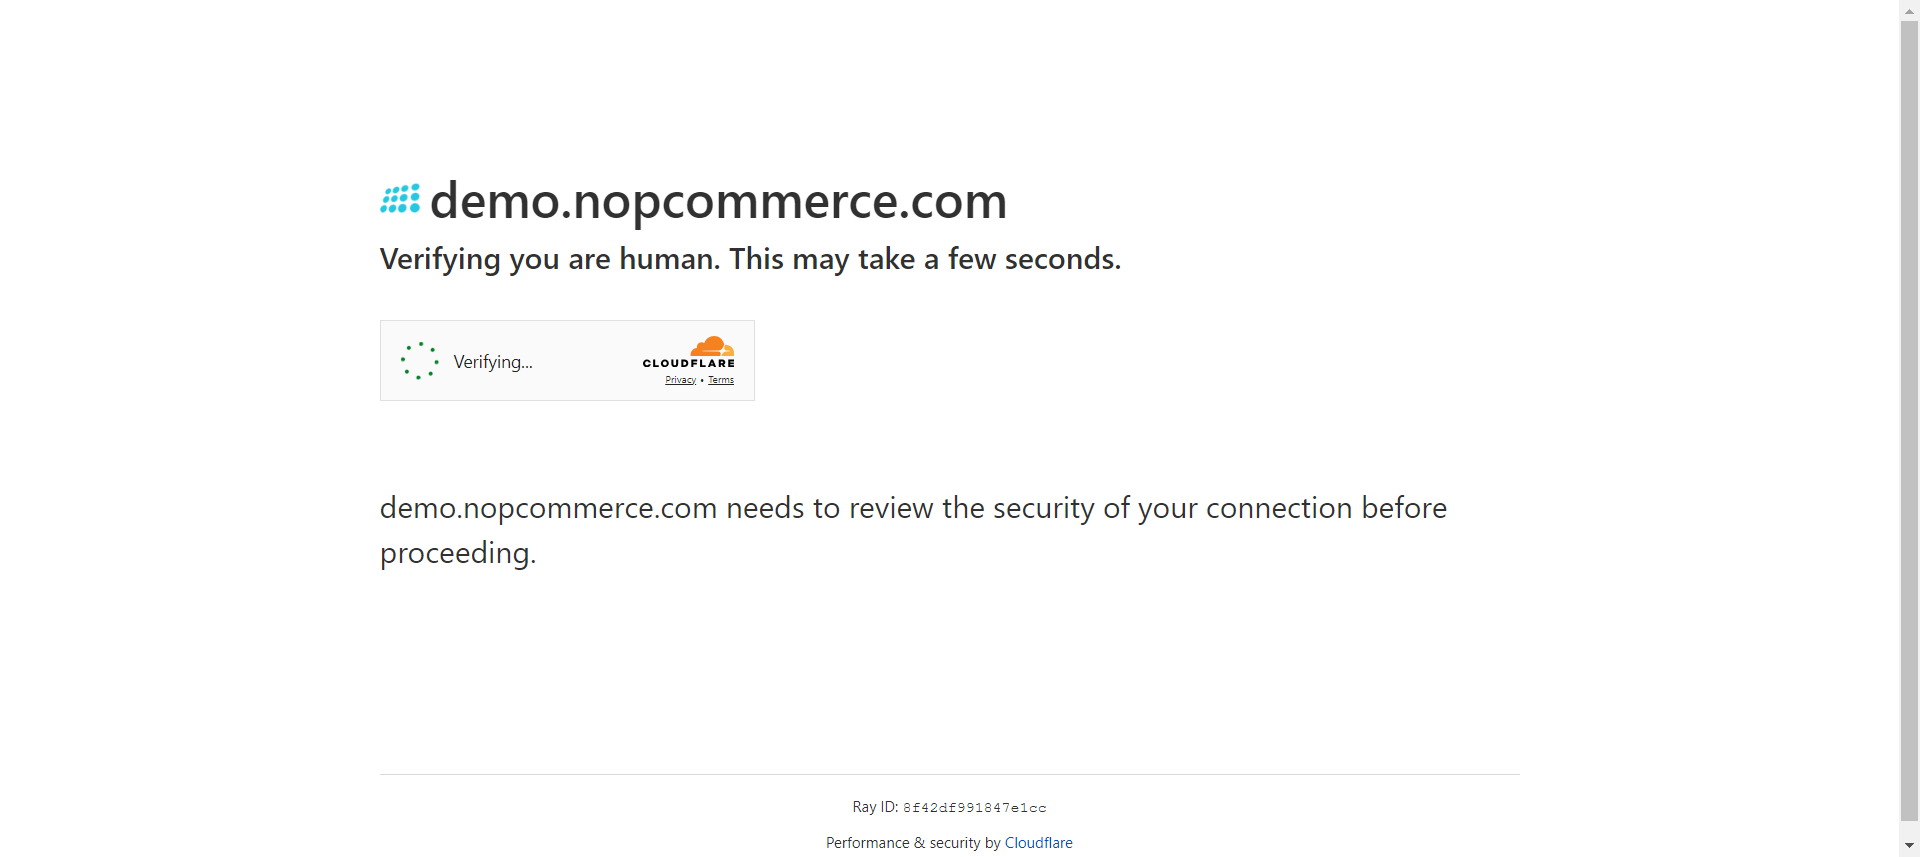 demo.nopcommerce.com
Verifying you are human. This may take a few seconds.
Verifying...
CLOUDFLARE
Privacy • Terms
demo.nopcommerce.com needs to review the security of your connection before
proceeding.
Ray ID: 8f42df991847e1cc
Performance & security by Cloudflare